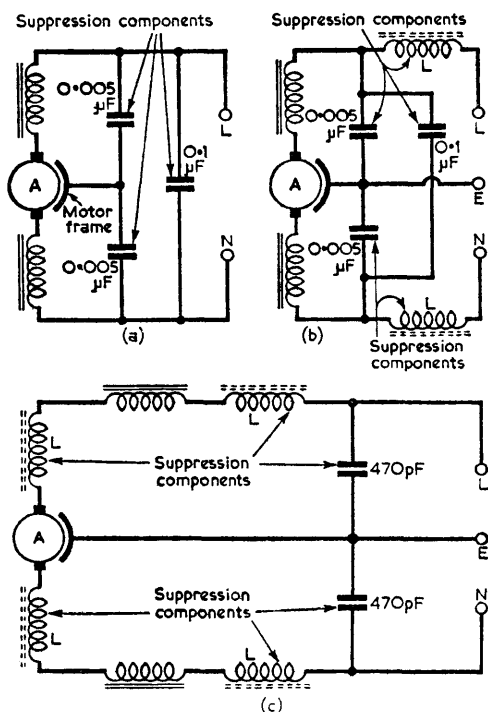 Suppression components
0·005
µF
L
A
0·1
µF
Motor
frame
0·005
µF
N
(a)
Suppression
components
L
L
0·005
µF
0·1
µF
A
E
0·005
µF
N
L
(b)
Suppression
components
L
L
Suppression
components
470pF
L
A
E
Suppression
components
470pF
N
L
L
(c)